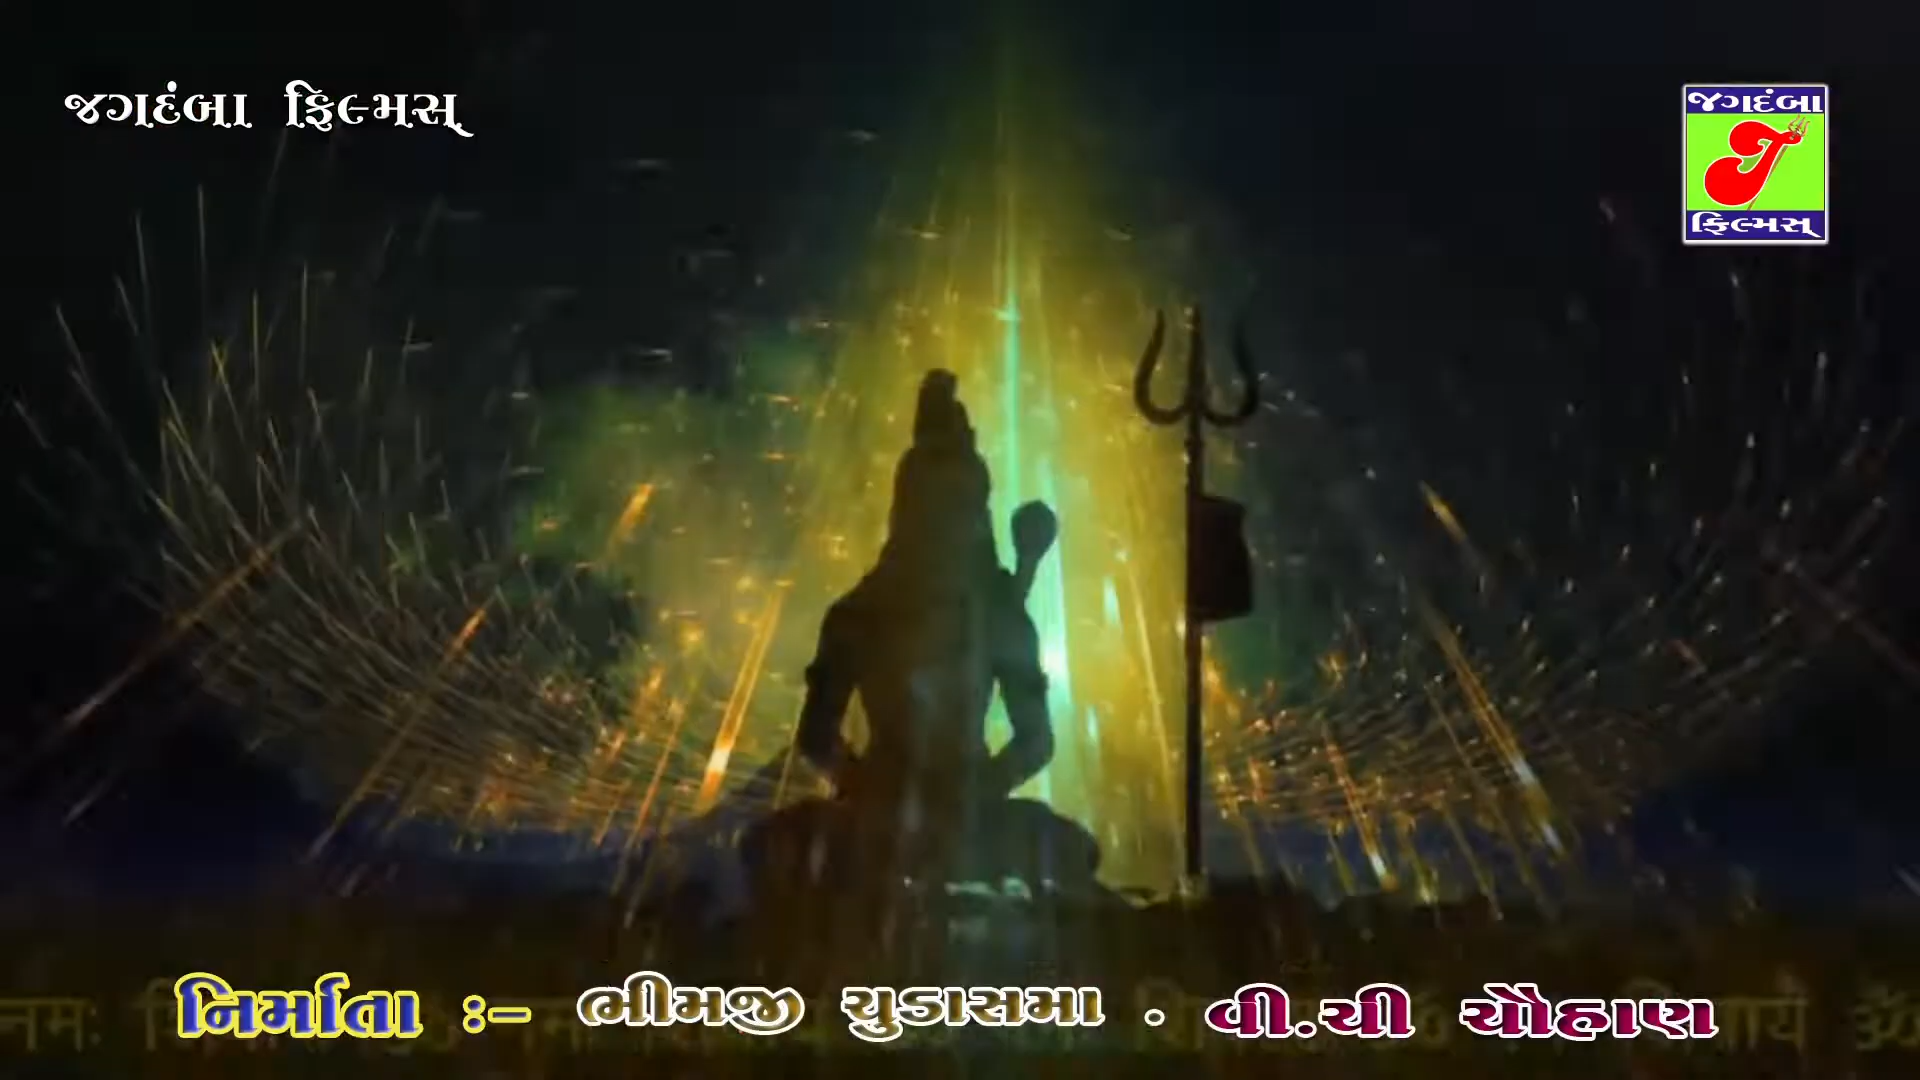 જગદંબા ફિલ્મસ્
જગદંબા
ફિલ્મસ્
નિર્માતા :- ભીમજી ચુડાસમા . વી.ચી ચૌહાણ